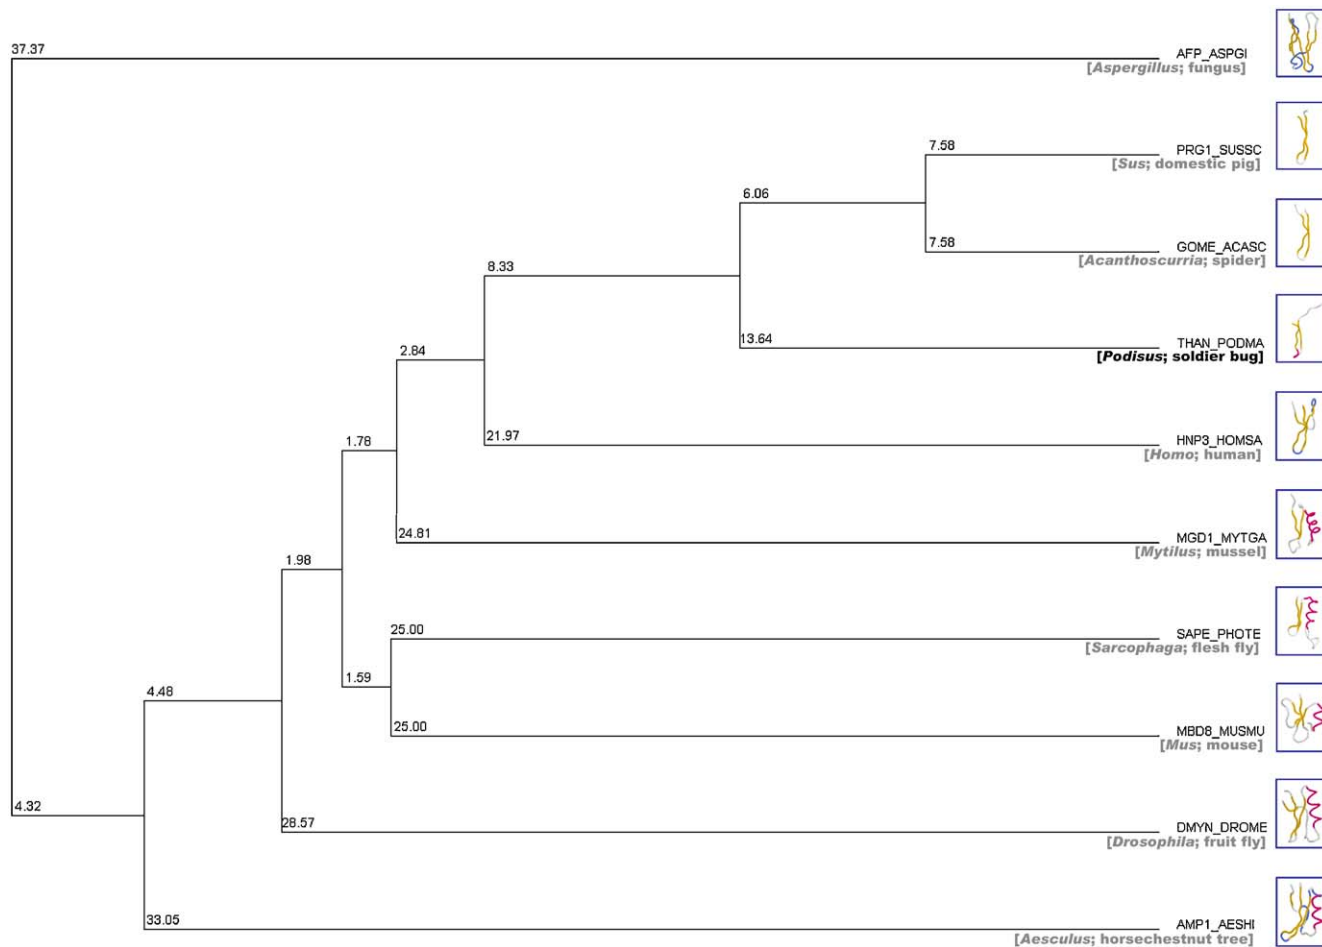 37.37
AFP_ASPGI
[Aspergillus; fungus]
7.58
PRG1_SUSSC
[Sus; domestic pig]
6.06
7.58
GOME_ACASC
[Acanthoscurria; spider]
8.33
13.64
THAN_PODMA
[Podisus; soldier bug]
2.84
21.97
HNP3_HOMSA
[Homo; human]
1.78
24.81
MGD1_MYTGA
[Mytilus; mussel]
1.98
25.00
SAPE_PHOTE
[Sarcophaga; flesh fly]
1.59
4.48
25.00
MBD8_MUSMU
[Mus; mouse]
4.32
28.57
DMYN_DROME
[Drosophila; fruit fly]
33.05
AMP1_AESHI
[Aesculus; horsechestnut tree]